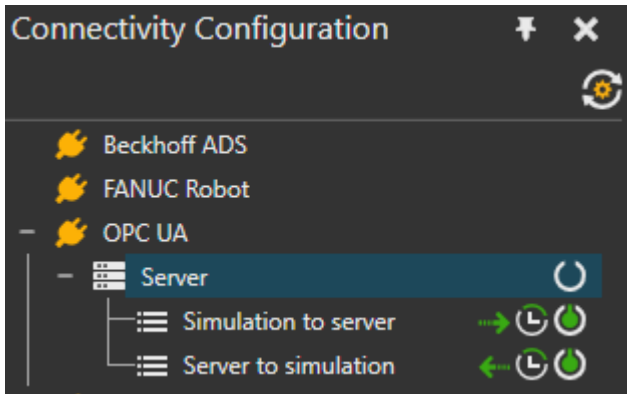 Connectivity Configuration
Beckhoff ADS
FANUC Robot
OPC UA
Server
Simulation to server
Server to simulation